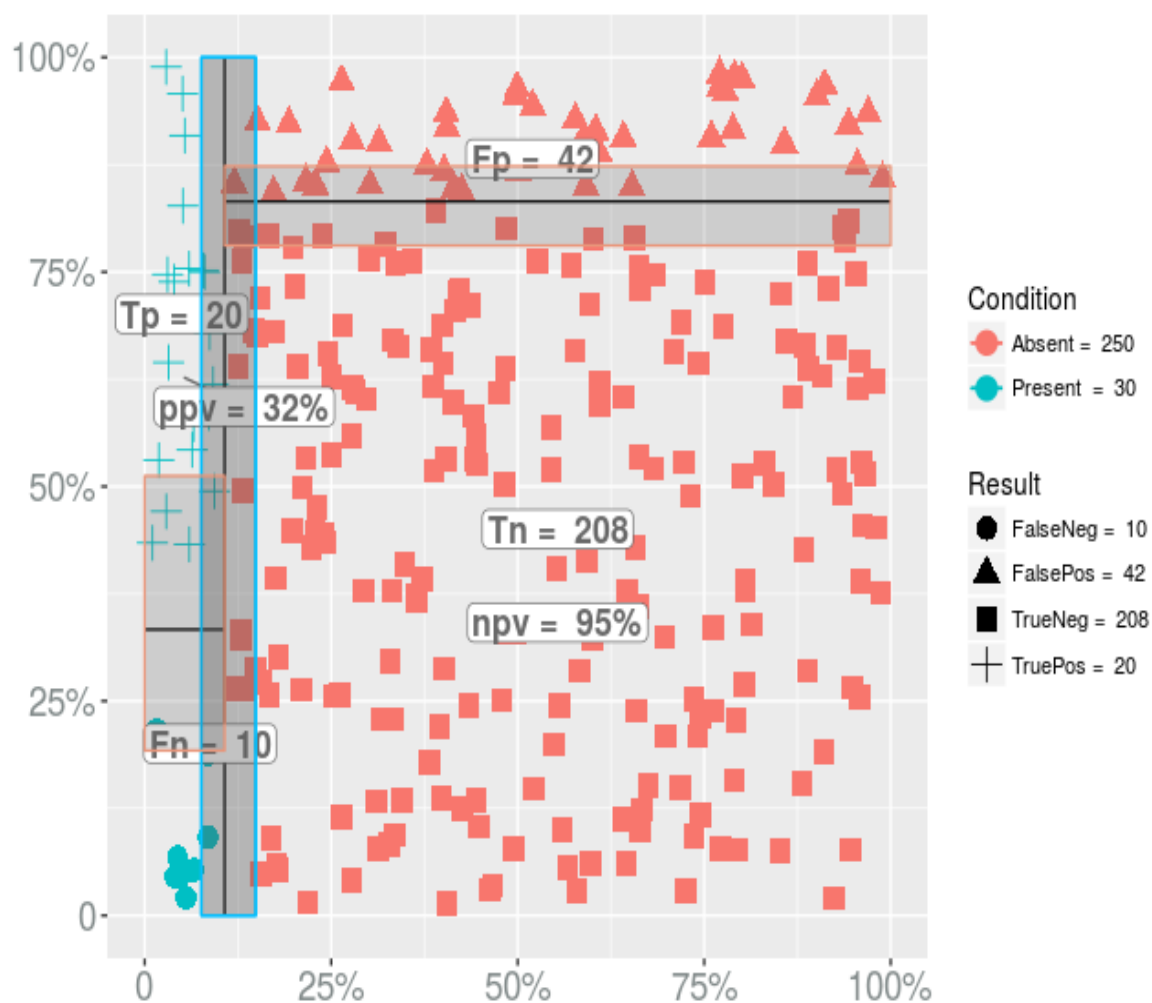 100%
75%
50%
25%
0
0
25%
50%
75%
100%
Fp = 42
Tp = 20
ppv = 32%
Tn = 208
npv = 95%
Fn = 10
Condition
Absent = 250
Present = 30
Result
FalseNeg = 10
FalsePos = 42
TrueNeg = 208
TruePos = 20